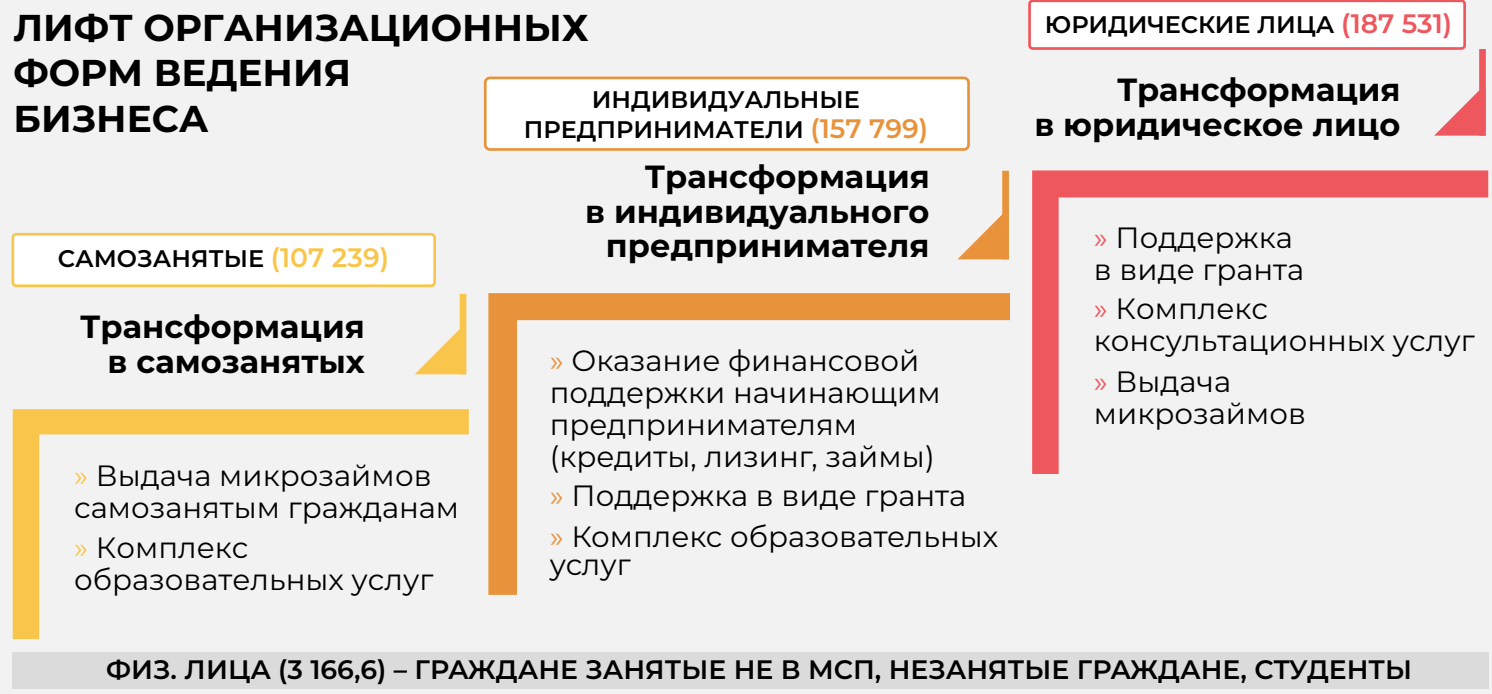 ЛИФТ ОРГАНИЗАЦИОННЫХ
ФОРМ ВЕДЕНИЯ
БИЗНЕСА
САМОЗАНЯТЫЕ (107 239)
Трансформация
в самозанятых
» Выдача микрозаймов
самозанятым гражданам
» Комплекс
образовательных услуг
ИНДИВИДУАЛЬНЫЕ
ПРЕДПРИНИМАТЕЛИ (157 799)
Трансформация
в индивидуального
предпринимателя
» Оказание финансовой
поддержки начинающим
предпринимателям
(кредиты, лизинг, займы)
» Поддержка в виде гранта
» Комплекс образовательных
услуг
ЮРИДИЧЕСКИЕ ЛИЦА (187 531)
Трансформация
в юридическое лицо
» Поддержка
в виде гранта
» Комплекс
консультационных услуг
» Выдача
микрозаймов
ФИЗ. ЛИЦА (3 166,6) – ГРАЖДАНЕ ЗАНЯТЫЕ НЕ В МСП, НЕЗАНЯТЫЕ ГРАЖДАНЕ, СТУДЕНТЫ